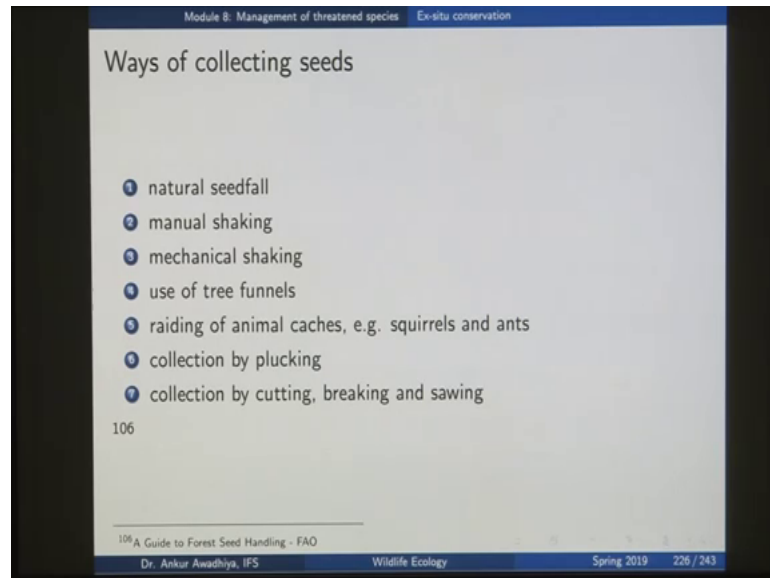 Module 8: Management of threatened species Ex-situ conservation
Ways of collecting seeds
1 natural seedfall
2 manual shaking
3 mechanical shaking
4 use of tree funnels
5 raiding of animal caches, e.g. squirrels and ants
6 collection by plucking
7 collection by cutting, breaking and sawing
106
106 A Guide to Forest Seed Handling - FAO
Dr. Ankur Awadhiya, IFS Wildlife Ecology Spring 2019 226 / 243